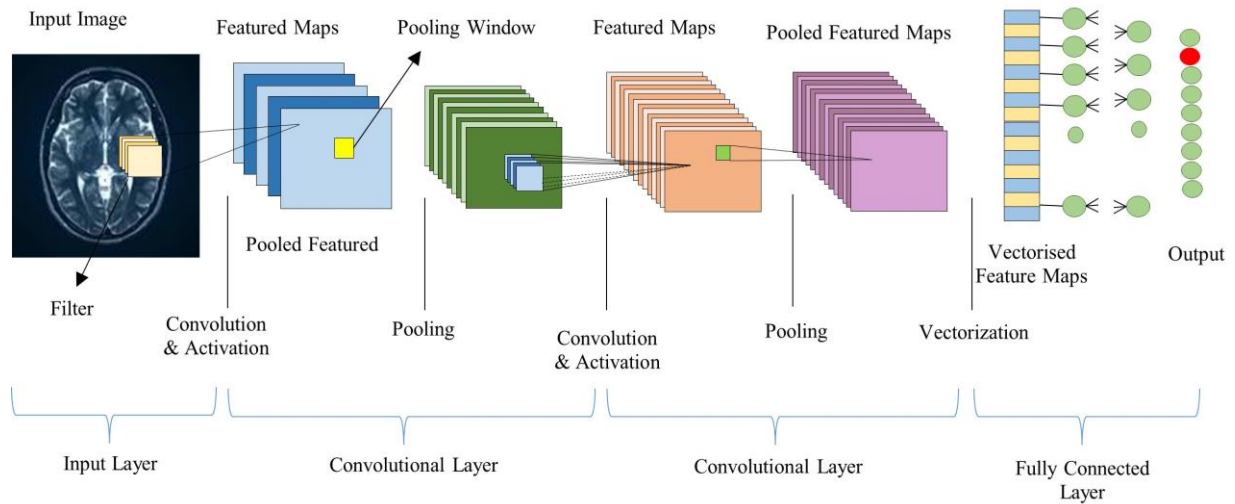 Input Image
Featured Maps
Pooling Window
Featured Maps
Pooled Featured Maps
Pooled Featured
Vectorised
Feature Maps
Output
Filter
Convolution
& Activation
Pooling
Convolution
& Activation
Pooling
Vectorization
Input Layer
Convolutional Layer
Convolutional Layer
Fully Connected
Layer